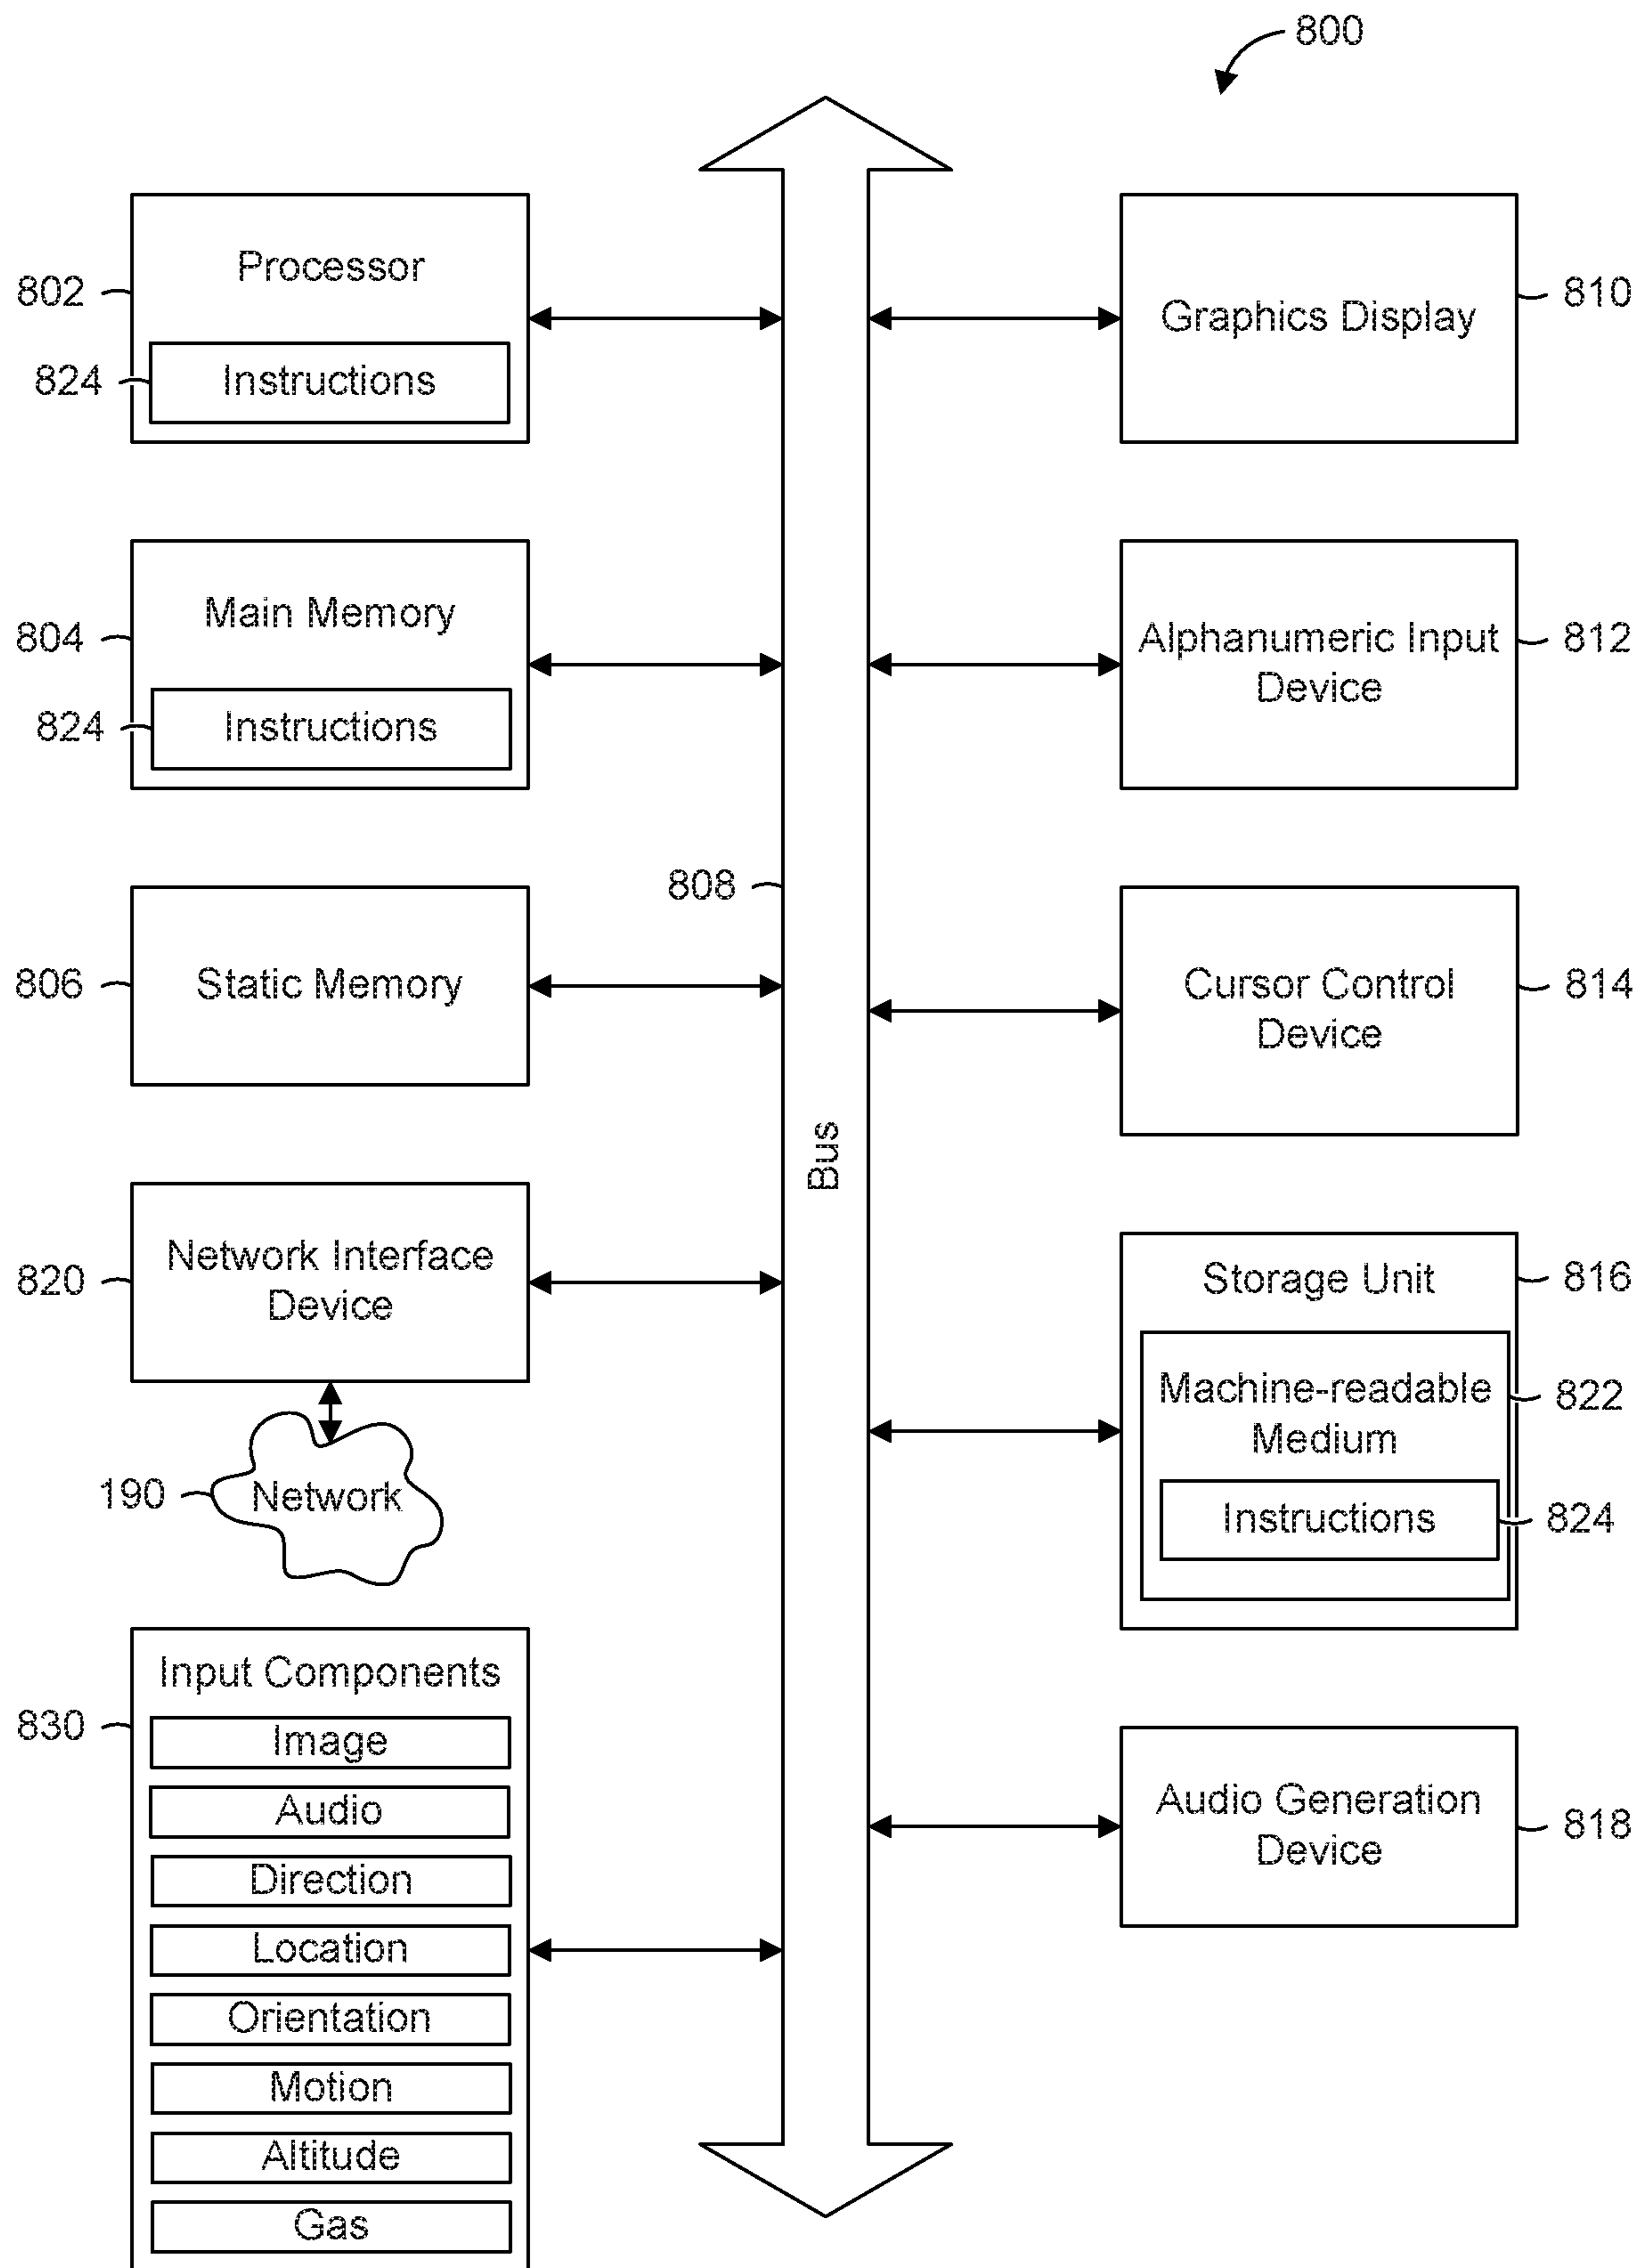 800
Processor
802
824
Instructions
Graphics Display
810
Main Memory
804
824
Instructions
Alphanumeric Input
Device
812
808
806
Static Memory
Cursor Control
Device
814
Bus
Network Interface
Device
820
190
Network
Storage Unit
816
Machine-readable
Medium
822
Instructions
824
Input Components
830
Image
Audio
Direction
Location
Orientation
Motion
Altitude
Gas
Audio Generation
Device
818